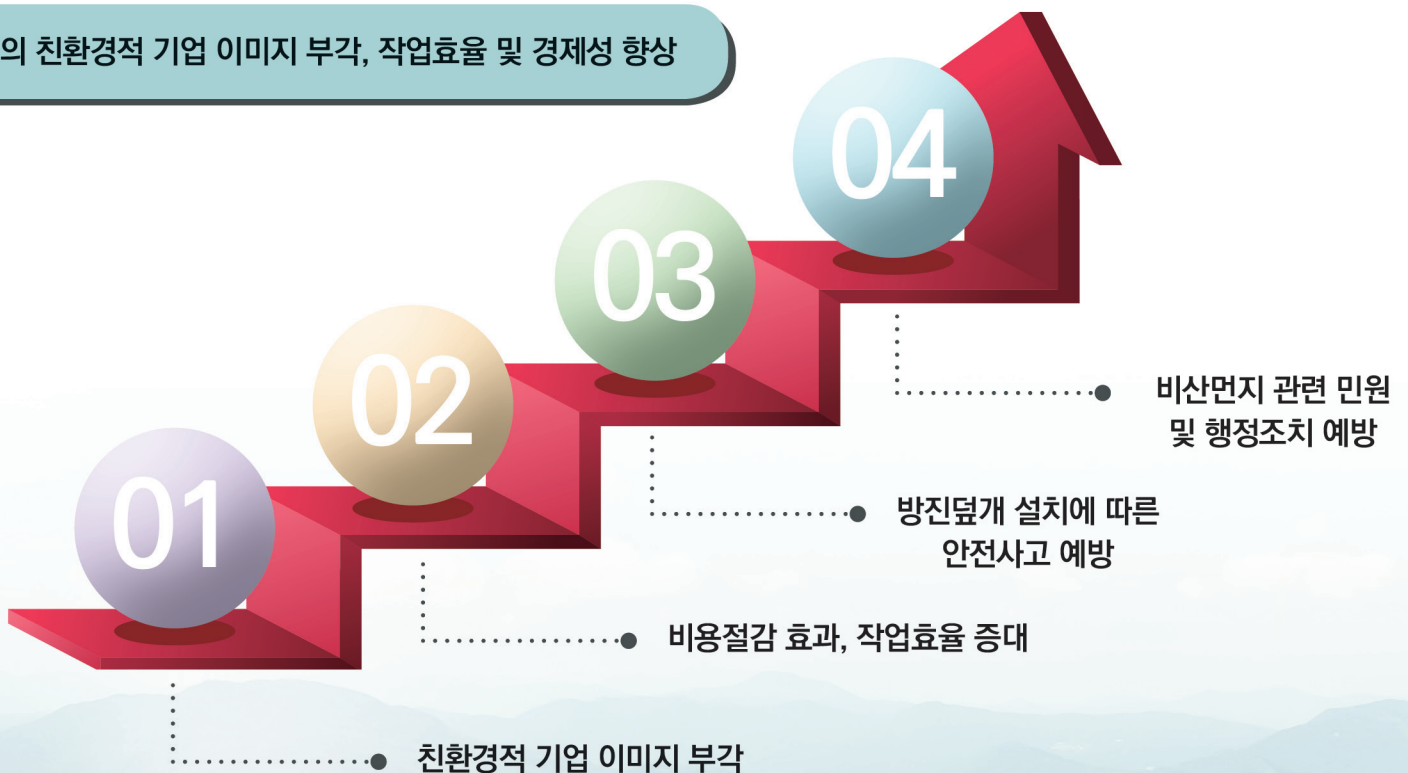 의 친환경적 기업 이미지 부각, 작업효율 및 경제성 향상
04
03
02
01
비산먼지 관련 민원
및 행정조치 예방
방진덮개 설치에 따른
안전사고 예방
비용절감 효과, 작업효율 증대
친환경적 기업 이미지 부각